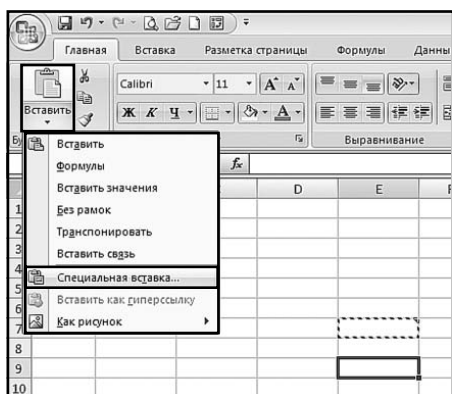 Главная Вставка Разметка страницы Формулы Данны
Вставить
Calibri 11 A A
Ж К Ч A
Выравнивание
Вставить
Формулы
Вставить значения
Без рамок
Транспонировать
Вставить связь
Специальная вставка...
Вставить как гиперссылку
Как рисунок
fx
D E
1
2
3
4
5
6
7
8
9
10